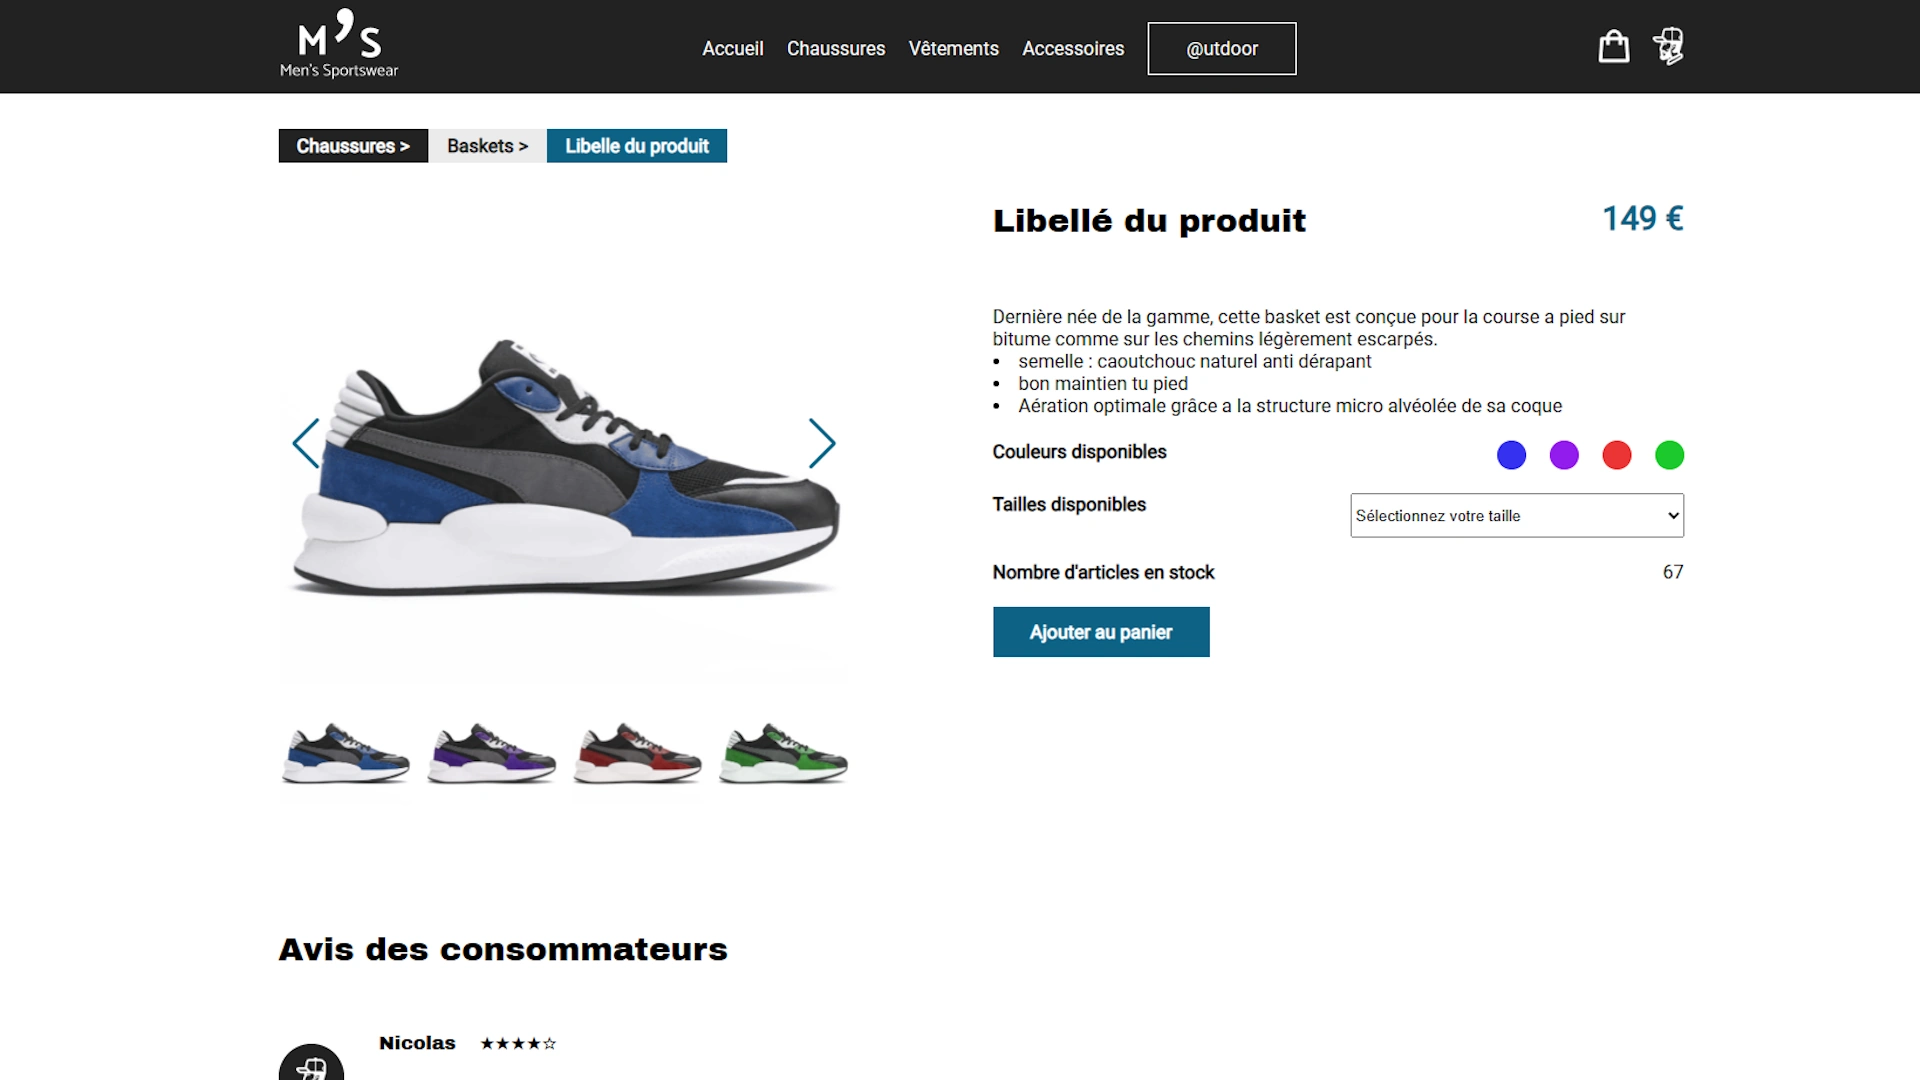 M'S
Men's Sportswear
Accueil
Chaussures
Vêtements
Accessoires
@utdoor
Chaussures >
Baskets >
Libelle du produit
Libellé du produit
149 €
Dernière née de la gamme, cette basket est conçue pour la course a pied sur
bitume comme sur les chemins légèrement escarpés.
• semelle : caoutchouc naturel anti dérapant
• bon maintien tu pied
• Aération optimale grâce a la structure micro alvéolée de sa coque
Couleurs disponibles
Tailles disponibles
Sélectionnez votre taille
Nombre d'articles en stock
67
Ajouter au panier
Avis des consommateurs
Nicolas ★★★★☆